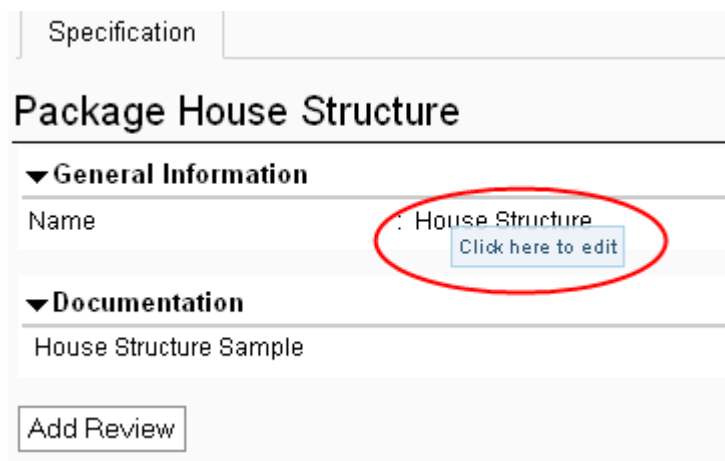 Specification
Package House Structure
General Information
Name : House Structure
Click here to edit
Documentation
House Structure Sample
Add Review